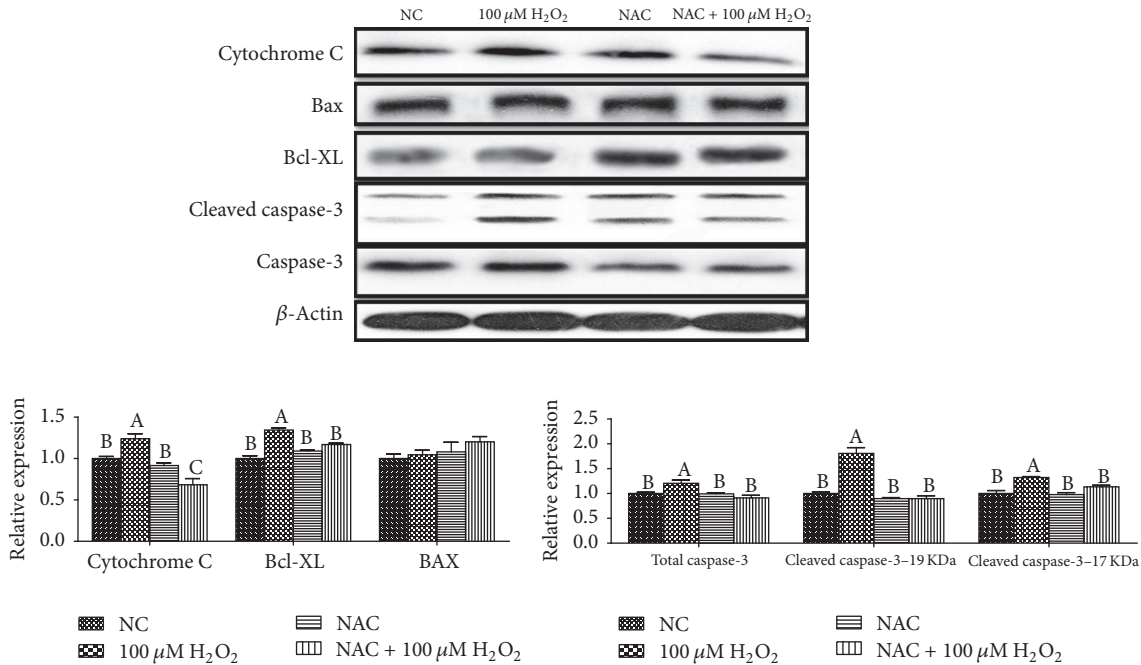 NC 100 μM H₂O₂ NAC NAC + 100 μM H₂O₂
Cytochrome C
Bax
Bcl-XL
Cleaved caspase-3
Caspase-3
β-Actin
Relative expression
1.5
1.0
0.5
0.0
B A B C
B A B B
Cytochrome C Bcl-XL BAX
NC
100 μM H₂O₂
NAC
NAC + 100 μM H₂O₂
Relative expression
2.5
2.0
1.5
1.0
0.5
0.0
B A B B
B A B B
B A B B
Total caspase-3 Cleaved caspase-3–19 KDa Cleaved caspase-3–17 KDa
NC
100 μM H₂O₂
NAC
NAC + 100 μM H₂O₂